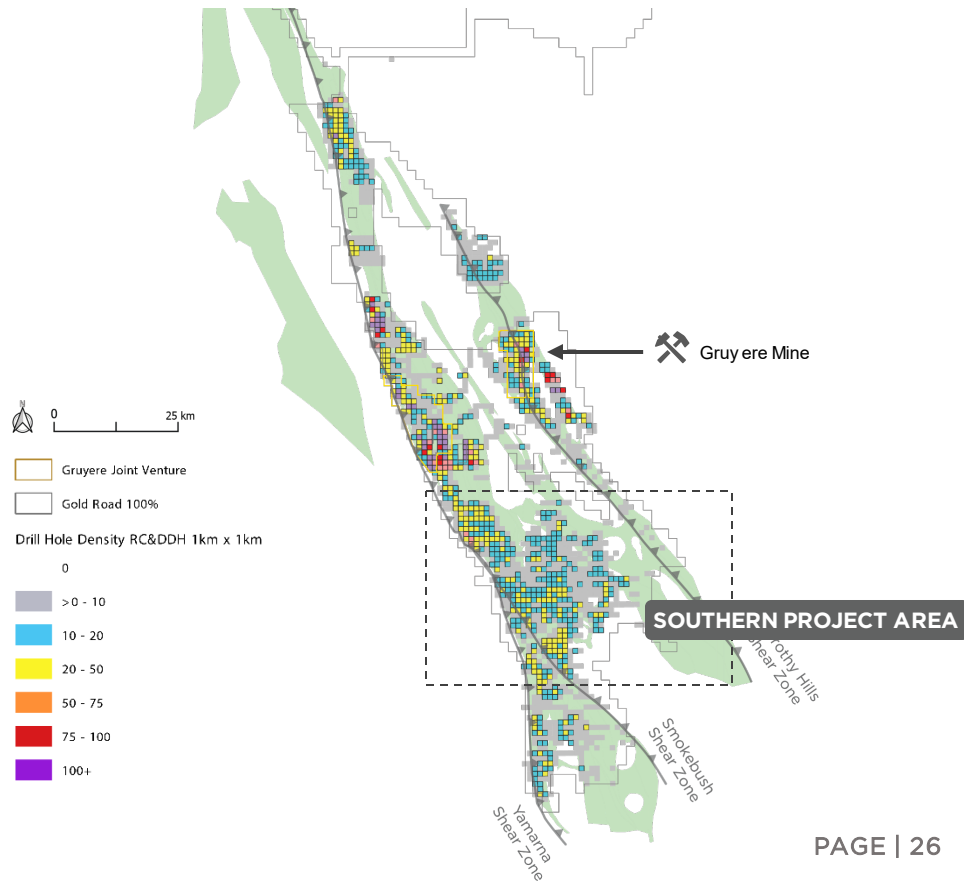 Gruyere Mine
N
0 25 km
Gruyere Joint Venture
Gold Road 100%
Drill Hole Density RC&DDH 1km x 1km
0
>0 - 10
10 - 20
20 - 50
50 - 75
75 - 100
100+
SOUTHERN PROJECT AREA
rothy Hills
Shear Zone
Smokebush
Shear Zone
Yamarna
Shear Zone
PAGE | 26